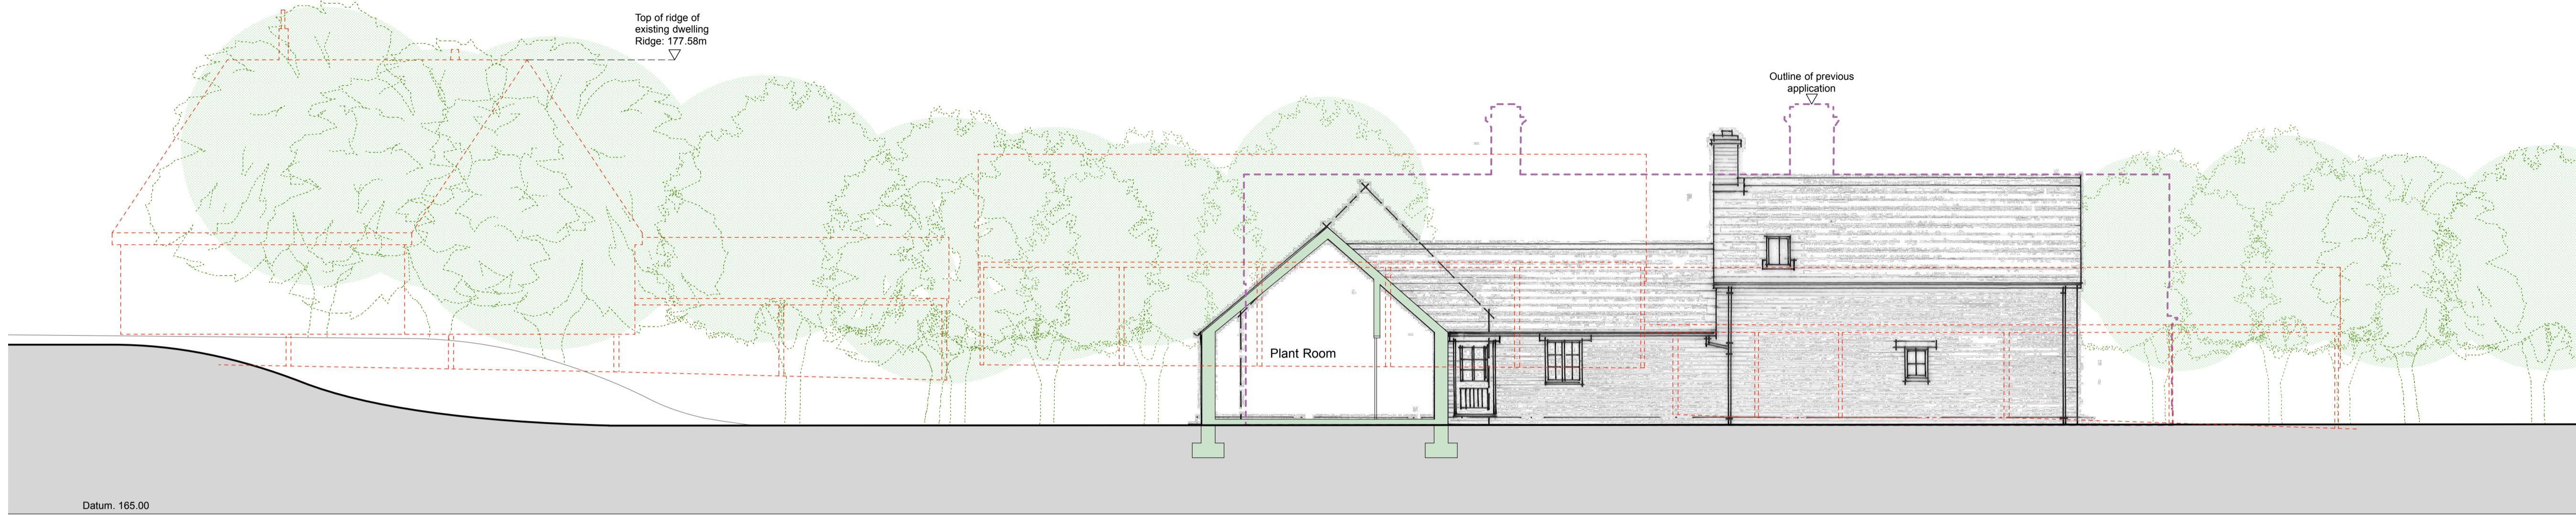 Top of ridge of
existing dwelling
Ridge: 177.58m
Outline of previous
application
Plant Room
Datum. 165.00